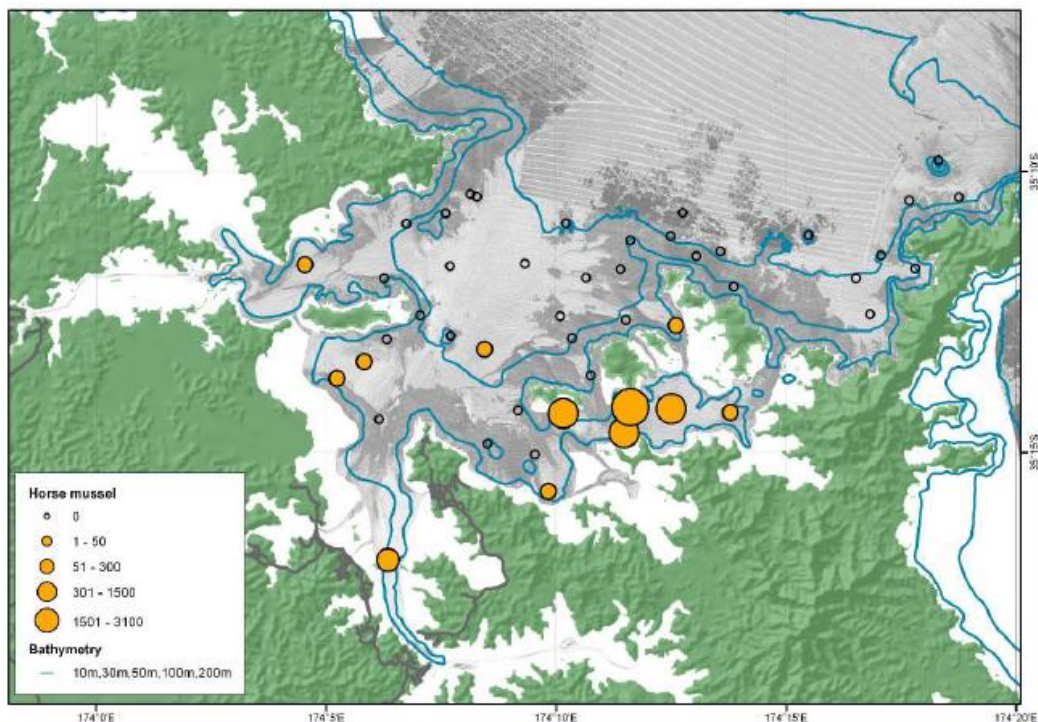 35°10'S
35°15'S
Horse mussel
0
1 - 50
51 - 300
301 - 1500
1501 - 3100
Bathymetry
10m,30m,50m,100m,200m
174°0'E
174°5'E
174°10'E
174°15'E
174°20'E